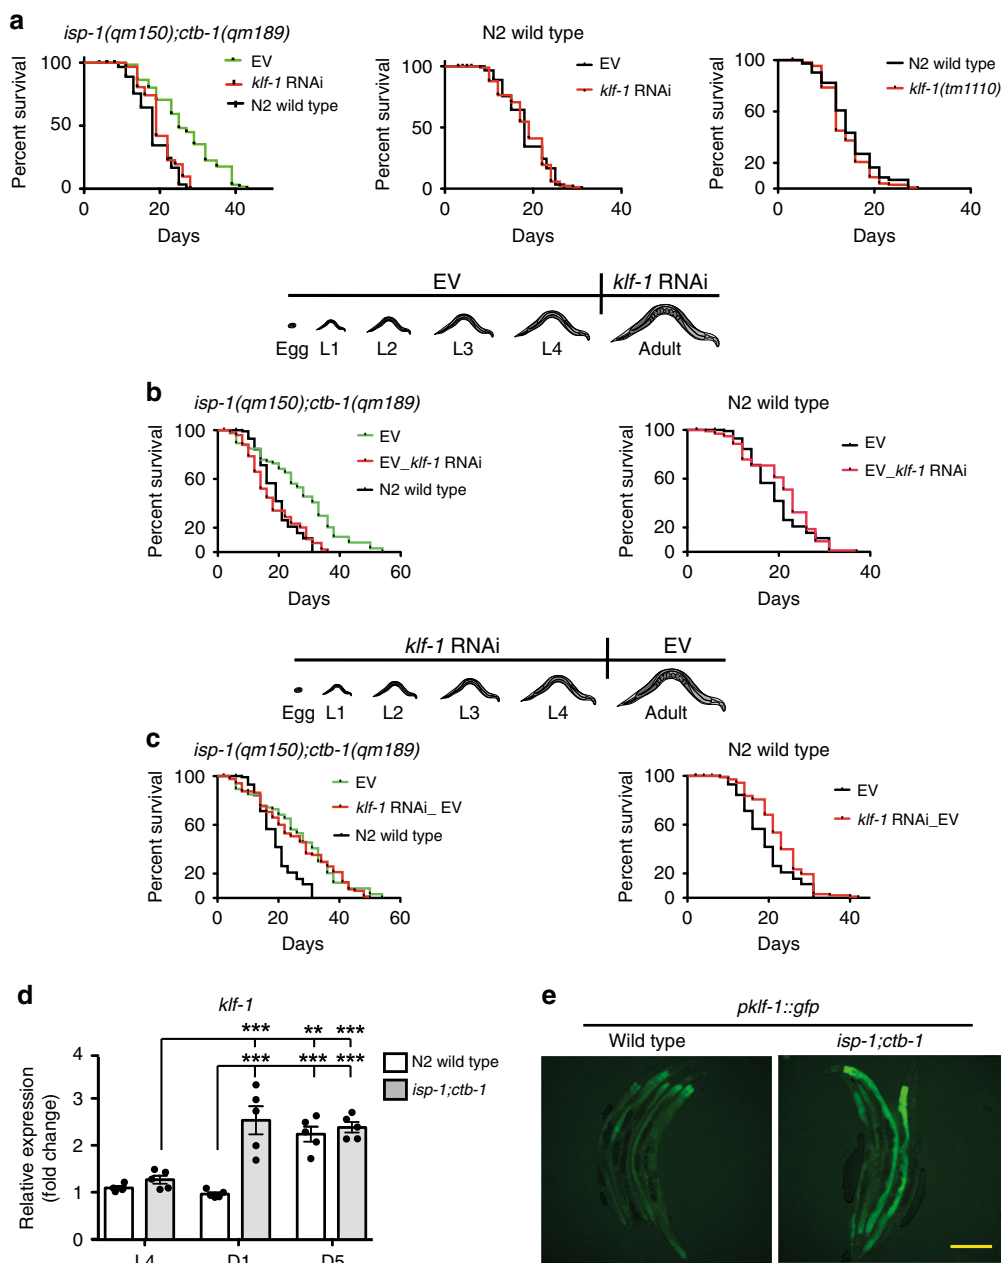 a
isp-1(qm150);ctb-1(qm189)
Percent survival
100
50
0
0 20 40
Days
EV
klf-1 RNAi
N2 wild type
N2 wild type
Percent survival
100
50
0
0 20 40
Days
EV
klf-1 RNAi
Percent survival
100
60
20
0
0 20 40
Days
N2 wild type
klf-1(tm1110)
EV klf-1 RNAi
Egg L1 L2 L3 L4 Adult
b
isp-1(qm150);ctb-1(qm189)
Percent survival
100
60
20
0
0 20 40 60
Days
EV
EV_klf-1 RNAi
N2 wild type
N2 wild type
Percent survival
100
60
20
0
0 20 40
Days
EV
EV_klf-1 RNAi
klf-1 RNAi EV
Egg L1 L2 L3 L4 Adult
c
isp-1(qm150);ctb-1(qm189)
Percent survival
100
60
20
0
0 20 40 60
Days
EV
klf-1 RNAi_ EV
N2 wild type
N2 wild type
Percent survival
100
60
20
0
0 20 40
Days
EV
klf-1 RNAi_EV
d
klf-1
*** ** ***
*** *** ***
Relative expression
(fold change)
4
3
2
1
0
L4 D1 D5
N2 wild type
isp-1;ctb-1
e
pklf-1::gfp
Wild type isp-1;ctb-1